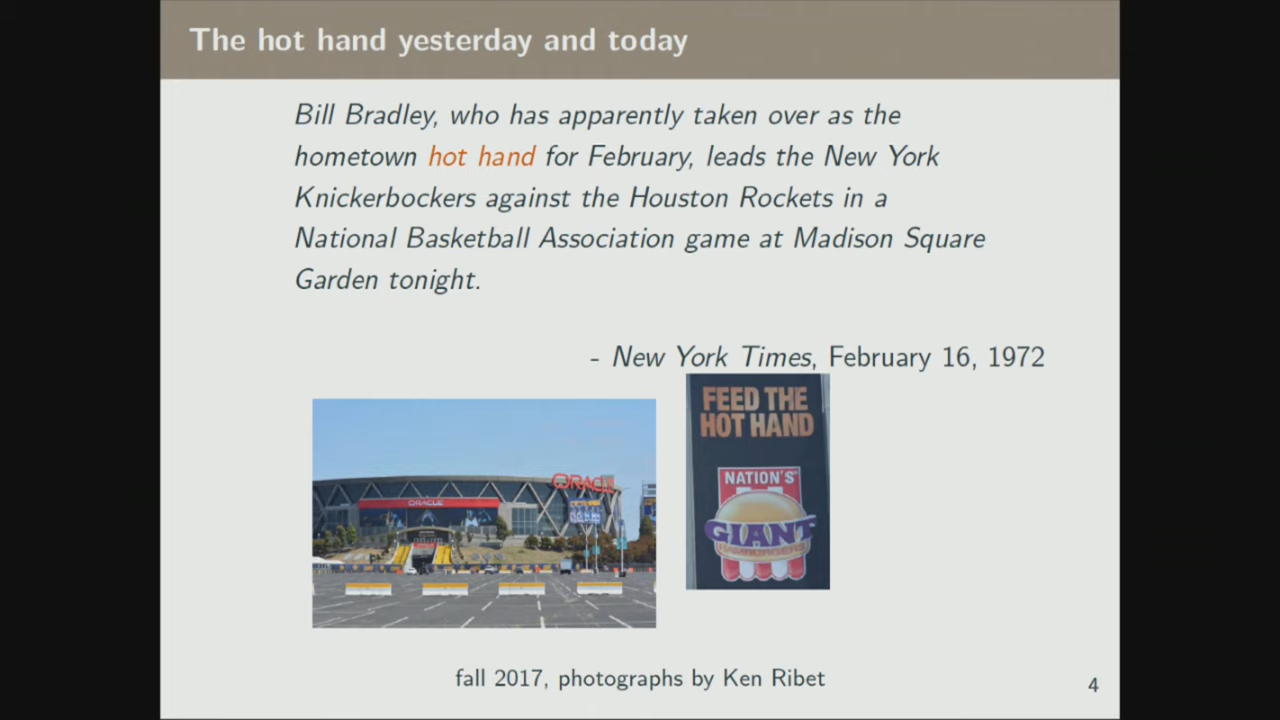 The hot hand yesterday and today
Bill Bradley, who has apparently taken over as the
hometown hot hand for February, leads the New York
Knickerbockers against the Houston Rockets in a
National Basketball Association game at Madison Square
Garden tonight.
- New York Times, February 16, 1972
FEED THE
HOT HAND
NATION'S
GIANT
HAMBURGERS
ORACLE
ORACLE
fall 2017, photographs by Ken Ribet
4